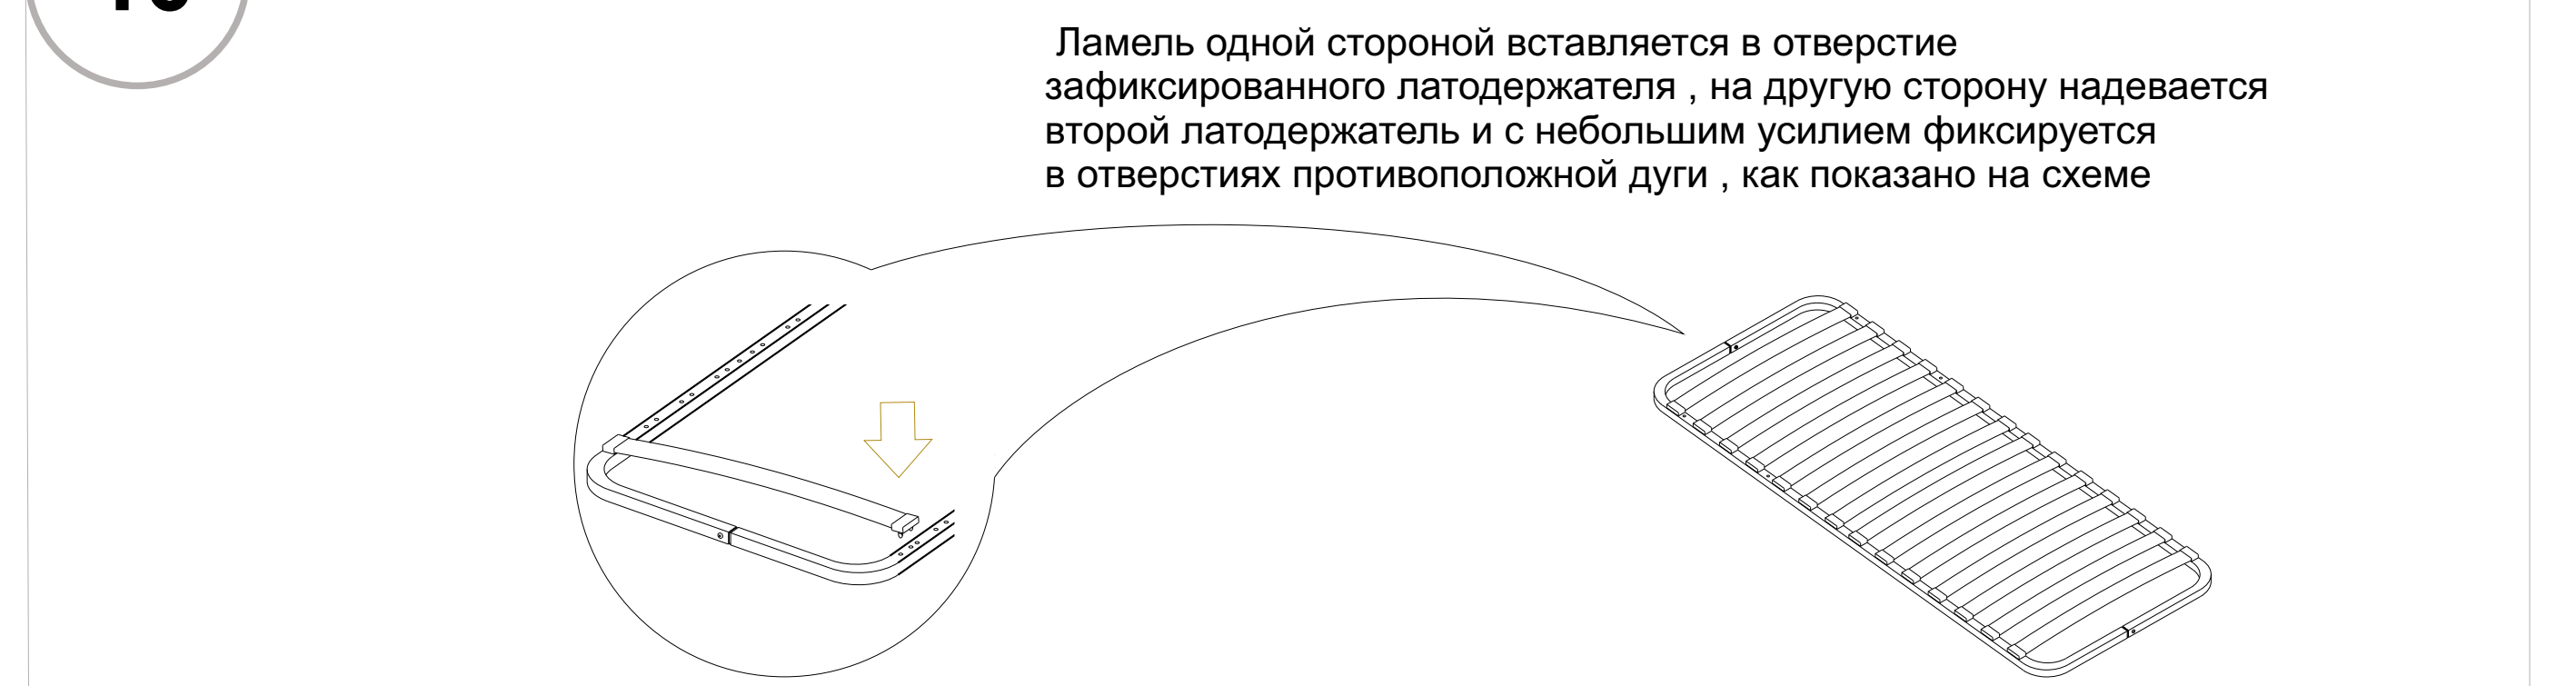 Ламель одной стороной вставляется в отверстие
зафиксированного латодержателя , на другую сторону надевается
второй латодержатель и с небольшим усилием фиксируется
в отверстиях противоположной дуги , как показано на схеме